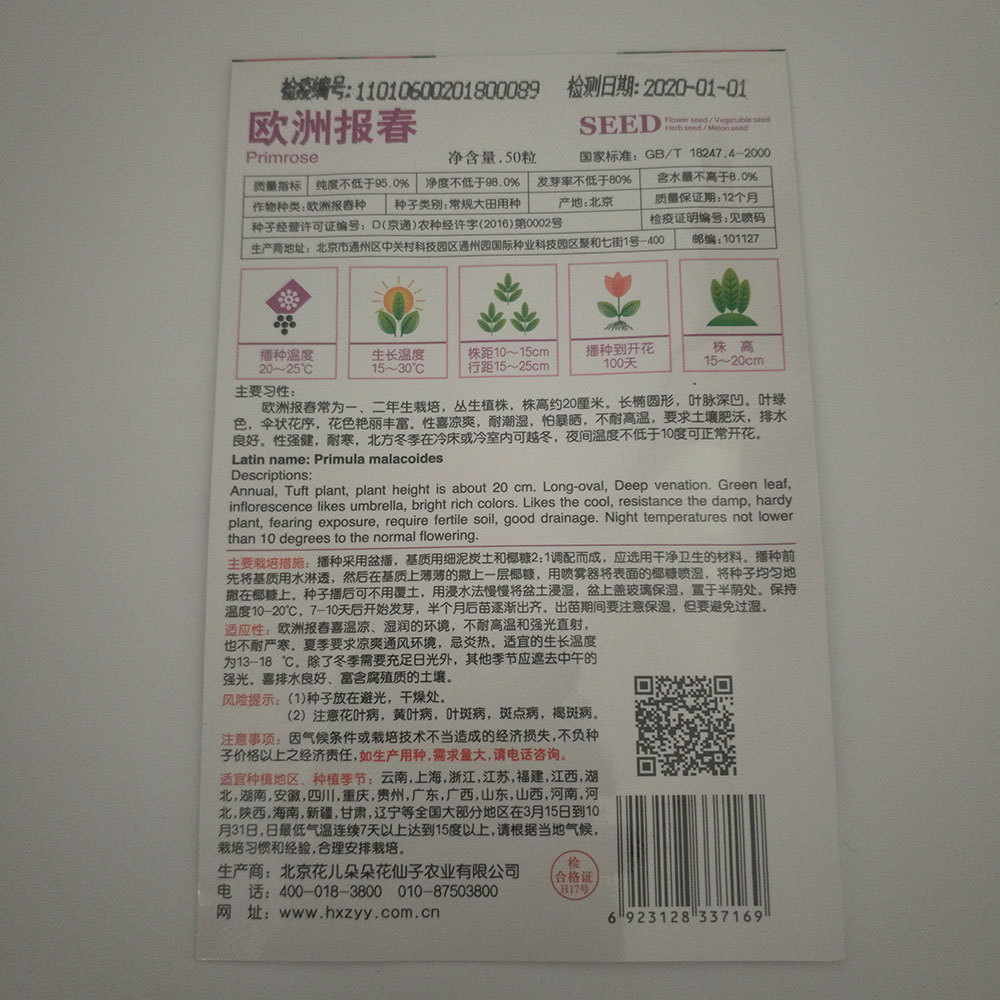 检疫编号:11010600201800089 检测日期:2020-01-01
欧洲报春
Primrose
净含量.50粒
SEED Flower seed / Vegetable seed
Herb seed / Melon seed
国家标准：GB/T 18247.4-2000
质量指标 纯度不低于95.0% 净度不低于98.0% 发芽率不低于80% 含水量不高于8.0%
作物种类:欧洲报春种 种子类别:常规大田用种 产地:北京 质量保证期:12个月
种子经营许可证编号：D(京通)农种经许字(2016)第0002号 检疫证明编号:见喷码
生产商地址：北京市通州区中关村科技园区通州园国际种业科技园区聚和七街1号-400 邮编:101127
播种温度
20～25℃
生长温度
15～30℃
株距10～15cm
行距15～25cm
播种到开花
100天
株 高
15～20cm
主要习性：
欧洲报春常为一、二年生栽培，丛生植株，株高约20厘米。长椭圆形，叶脉深凹。叶绿
色，伞状花序，花色艳丽丰富。性喜凉爽，耐潮湿，怕暴晒，不耐高温，要求土壤肥沃，排水
良好。性强健，耐寒，北方冬季在冷床或冷室内可越冬，夜间温度不低于10度可正常开花。
Latin name: Primula malacoides
Descriptions:
Annual, Tuft plant, plant height is about 20 cm. Long-oval, Deep venation. Green leaf,
inflorescence likes umbrella, bright rich colors. Likes the cool, resistance the damp, hardy
plant, fearing exposure, require fertile soil, good drainage. Night temperatures not lower
than 10 degrees to the normal flowering.
主要栽培措施：播种采用盆播，基质用细泥炭土和椰糠2:1调配而成，应选用干净卫生的材料。播种前
先将基质用水淋透，然后在基质上薄薄的撒上一层椰糠，用喷雾器将表面的椰糠喷湿，将种子均匀地
撒在椰糠上。种子播后可不用覆土，用浸水法慢慢将盆土浸湿，盆上盖玻璃保湿，置于半荫处。保持
温度10-20℃，7-10天后开始发芽，半个月后苗逐渐出齐。出苗期间要注意保湿，但要避免过湿。
适应性：欧洲报春喜温凉、湿润的环境，不耐高温和强光直射，
也不耐严寒。夏季要求凉爽通风环境，忌炎热。适宜的生长温度
为13-18 ℃。除了冬季需要充足日光外，其他季节应遮去中午的
强光。喜排水良好、富含腐殖质的土壤。
风险提示：(1)种子放在避光，干燥处。
(2) 注意花叶病，黄叶病，叶斑病，斑点病，褐斑病。
注意事项：因气候条件或栽培技术不当造成的经济损失,不负种
子价格以上之经济责任,如生产用种,需求量大,请电话咨询。
适宜种植地区、种植季节：云南,上海,浙江,江苏,福建,江西,湖
北,湖南,安徽,四川,重庆,贵州,广东,广西,山东,山西,河南,河
北,陕西,海南,新疆,甘肃,辽宁等全国大部分地区在3月15日到10
月31日,日最低气温连续7天以上达到15度以上,请根据当地气候,
栽培习惯和经验,合理安排栽培。
生产商：北京花儿朵朵花仙子农业有限公司
电 话：400-018-3800 010-87503800
网 址：www.hxzyy.com.cn
检
合格证
H17号
6 923128 337169